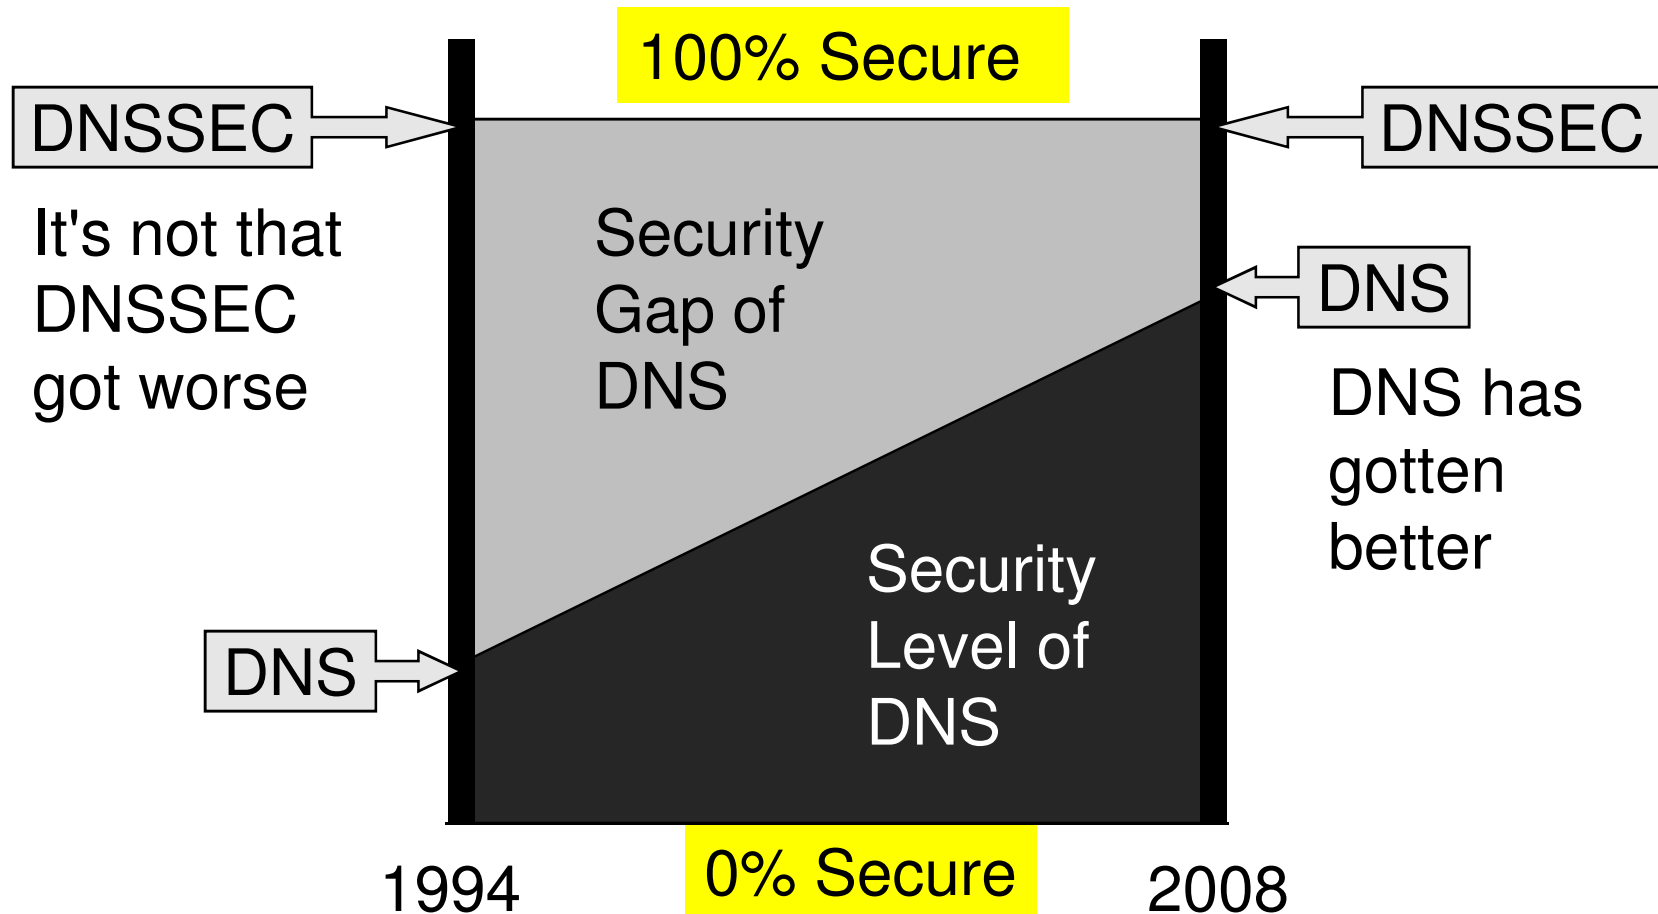 100% Secure
DNSSEC
DNSSEC
It's not that
DNSSEC
got worse
Security
Gap of
DNS
DNS
DNS has
gotten
better
Security
Level of
DNS
DNS
1994
0% Secure
2008